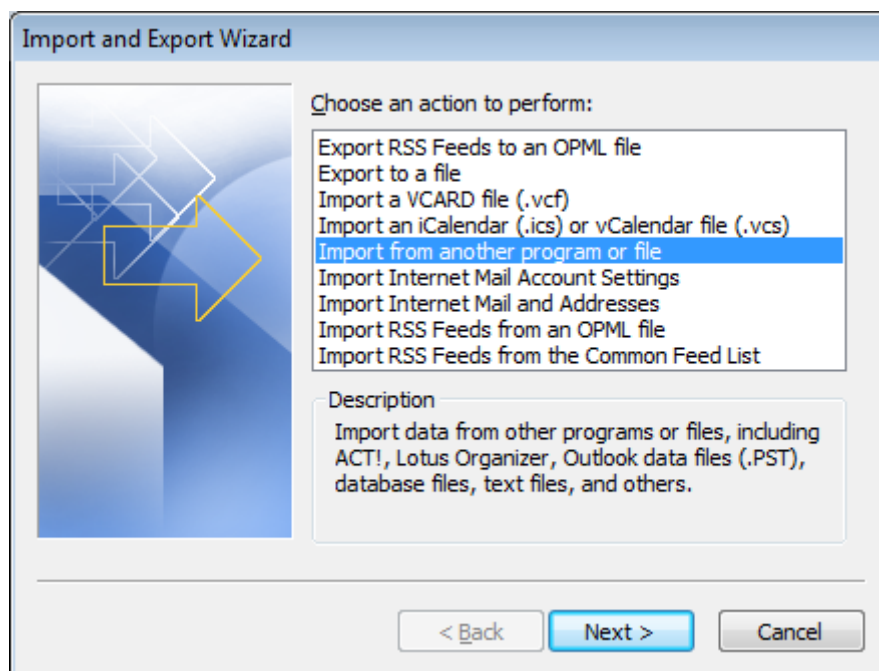 Import and Export Wizard
Choose an action to perform:
Export RSS Feeds to an OPML file
Export to a file
Import a VCARD file (.vcf)
Import an iCalendar (.ics) or vCalendar file (.vcs)
Import from another program or file
Import Internet Mail Account Settings
Import Internet Mail and Addresses
Import RSS Feeds from an OPML file
Import RSS Feeds from the Common Feed List
Description
Import data from other programs or files, including
ACT!, Lotus Organizer, Outlook data files (.PST),
database files, text files, and others.
< Back Next > Cancel